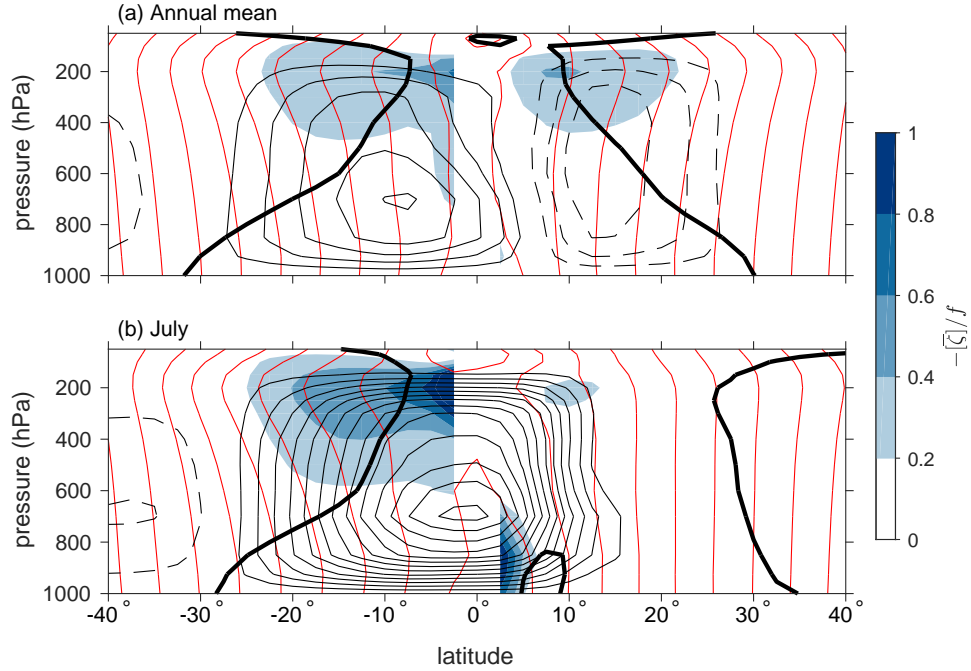 (a) Annual mean
200
400
600
800
1000
pressure (hPa)
(b) July
200
400
600
800
1000
pressure (hPa)
-40° -30° -20° -10° 0° 10° 20° 30° 40°
latitude
1
0.8
0.6
0.4
0.2
0
−[ζ̅]/f